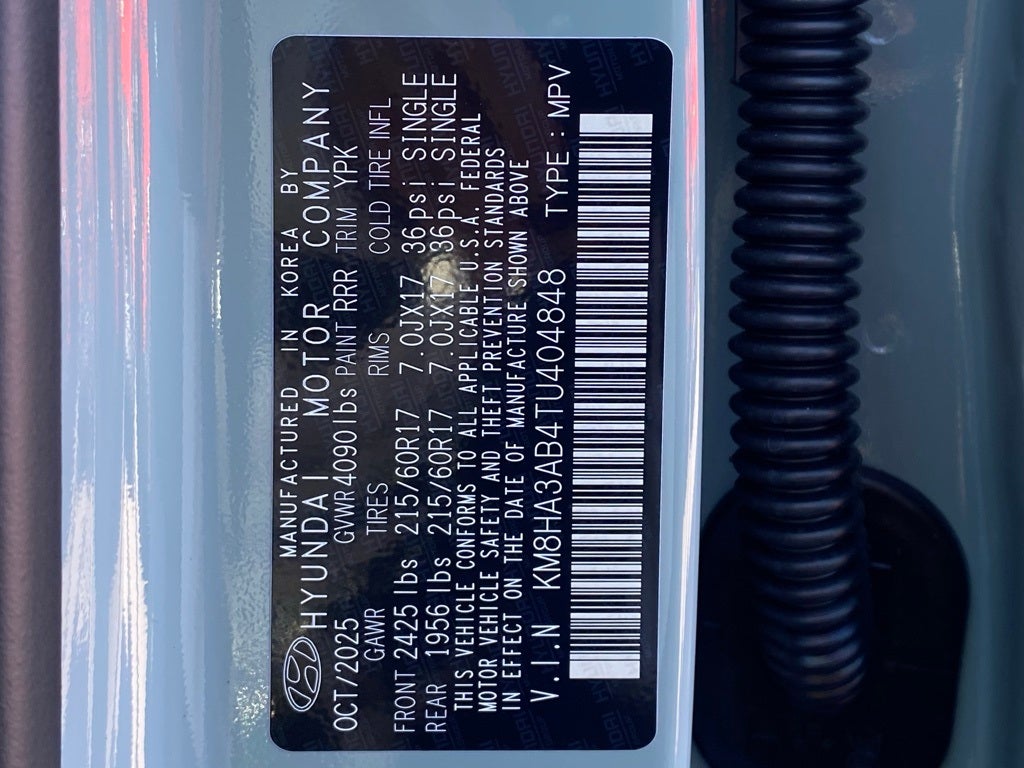 MANUFACTURED IN KOREA BY
HYUNDAI MOTOR COMPANY
OCT/2025 GVWR 4090lbs PAINT RRR TRIM YPK
GAWR TIRES RIMS COLD TIRE INFL
FRONT 2425 lbs 215/60R17 7.0JX17 36psi SINGLE
REAR 1956 lbs 215/60R17 7.0JX17 36psi SINGLE
THIS VEHICLE CONFORMS TO ALL APPLICABLE U.S.A. FEDERAL
MOTOR VEHICLE SAFETY AND THEFT PREVENTION STANDARDS
IN EFFECT ON THE DATE OF MANUFACTURE SHOWN ABOVE
V.I.N KM8HA3AB4TU404848 TYPE : MPV